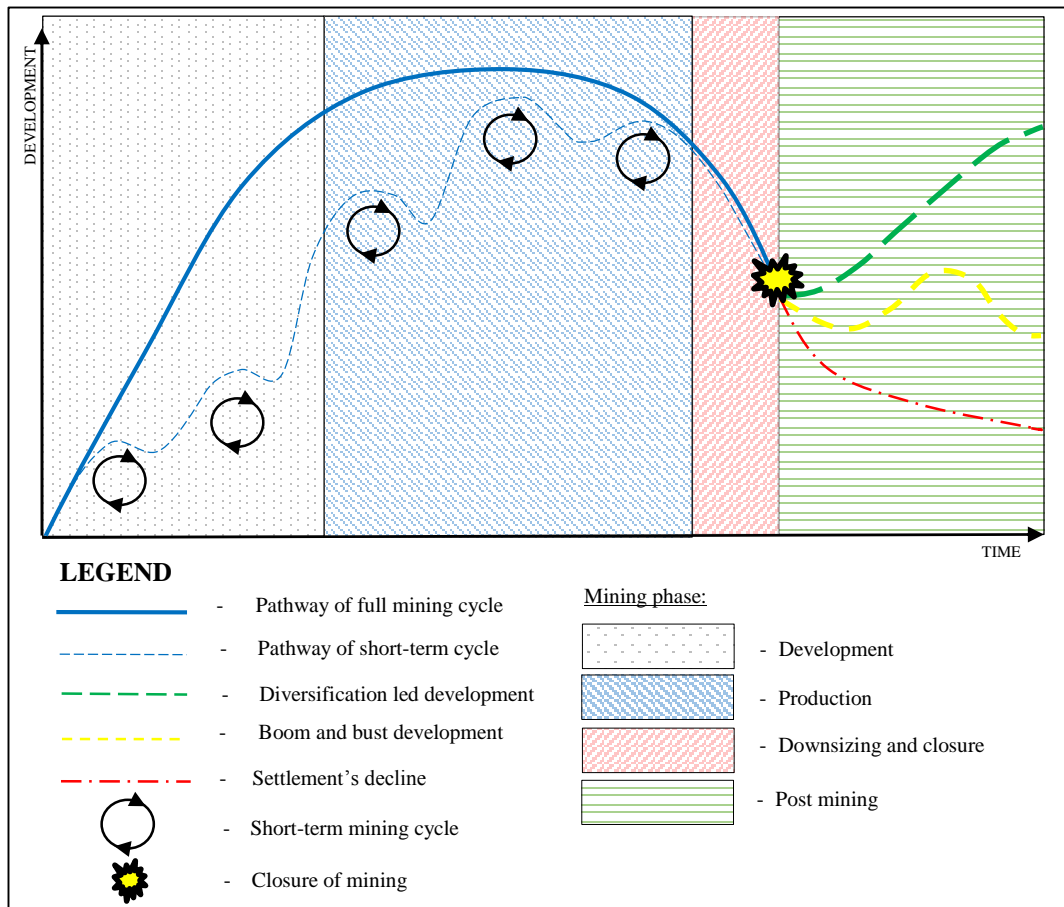 DEVELOPMENT
TIME
LEGEND
- Pathway of full mining cycle
- Pathway of short-term cycle
- Diversification led development
- Boom and bust development
- Settlement’s decline
- Short-term mining cycle
- Closure of mining
Mining phase:
- Development
- Production
- Downsizing and closure
- Post mining